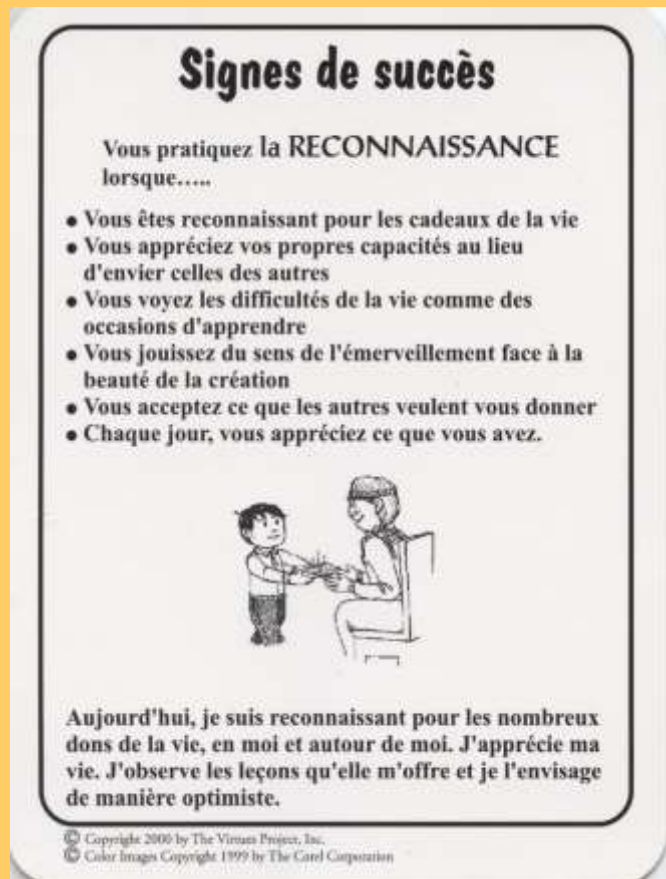 Signes de succès
Vous pratiquez la RECONNAISSANCE
lorsque.....
● Vous êtes reconnaissant pour les cadeaux de la vie
● Vous appréciez vos propres capacités au lieu
d'envier celles des autres
● Vous voyez les difficultés de la vie comme des
occasions d'apprendre
● Vous jouissez du sens de l'émerveillement face à la
beauté de la création
● Vous acceptez ce que les autres veulent vous donner
● Chaque jour, vous appréciez ce que vous avez.
Aujourd'hui, je suis reconnaissant pour les nombreux
dons de la vie, en moi et autour de moi. J'apprécie ma
vie. J'observe les leçons qu'elle m'offre et je l'envisage
de manière optimiste.
© Copyright 2000 by The Virtues Project, Inc.
© Color Images Copyright 1999 by The Corel Corporation